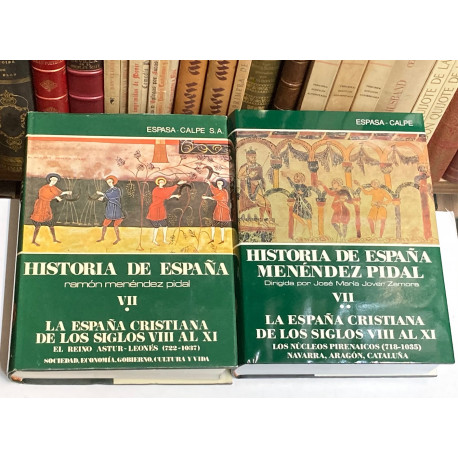 ESPASA-CALPE S.A.
HISTORIA DE ESPAÑA
ramón menéndez pidal
VII
*
LA ESPAÑA CRISTIANA
DE LOS SIGLOS VIII AL XI
EL REINO ASTUR-LEONÉS (722-1037)
SOCIEDAD, ECONOMÍA, GOBIERNO, CULTURA Y VIDA
ESPASA-CALPE
HISTORIA DE ESPAÑA
MENÉNDEZ PIDAL
Dirigida por José María Jover Zamora
VII
**
LA ESPAÑA CRISTIANA
DE LOS SIGLOS VIII AL XI
LOS NÚCLEOS PIRENAICOS (718-1035)
NAVARRA, ARAGÓN, CATALUÑA